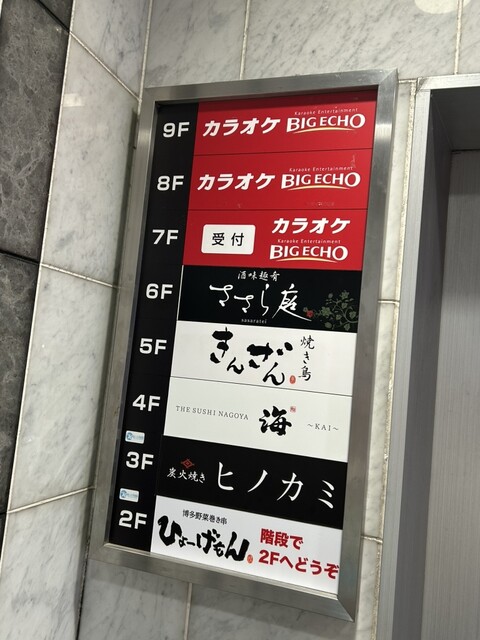 9F カラオケ Karaoke Entertainment BIG ECHO
8F カラオケ Karaoke Entertainment BIG ECHO
7F 受付 カラオケ
Karaoke Entertainment
BIG ECHO
酒味趣肴
6F ささら庭
sasaratei
5F きんざん 焼き鳥
4F THE SUSHI NAGOYA 海 ～KAI～
3F 炭火焼き ヒノカミ
博多野菜巻き串
2F ひょーげもん 階段で
2Fへどうぞ